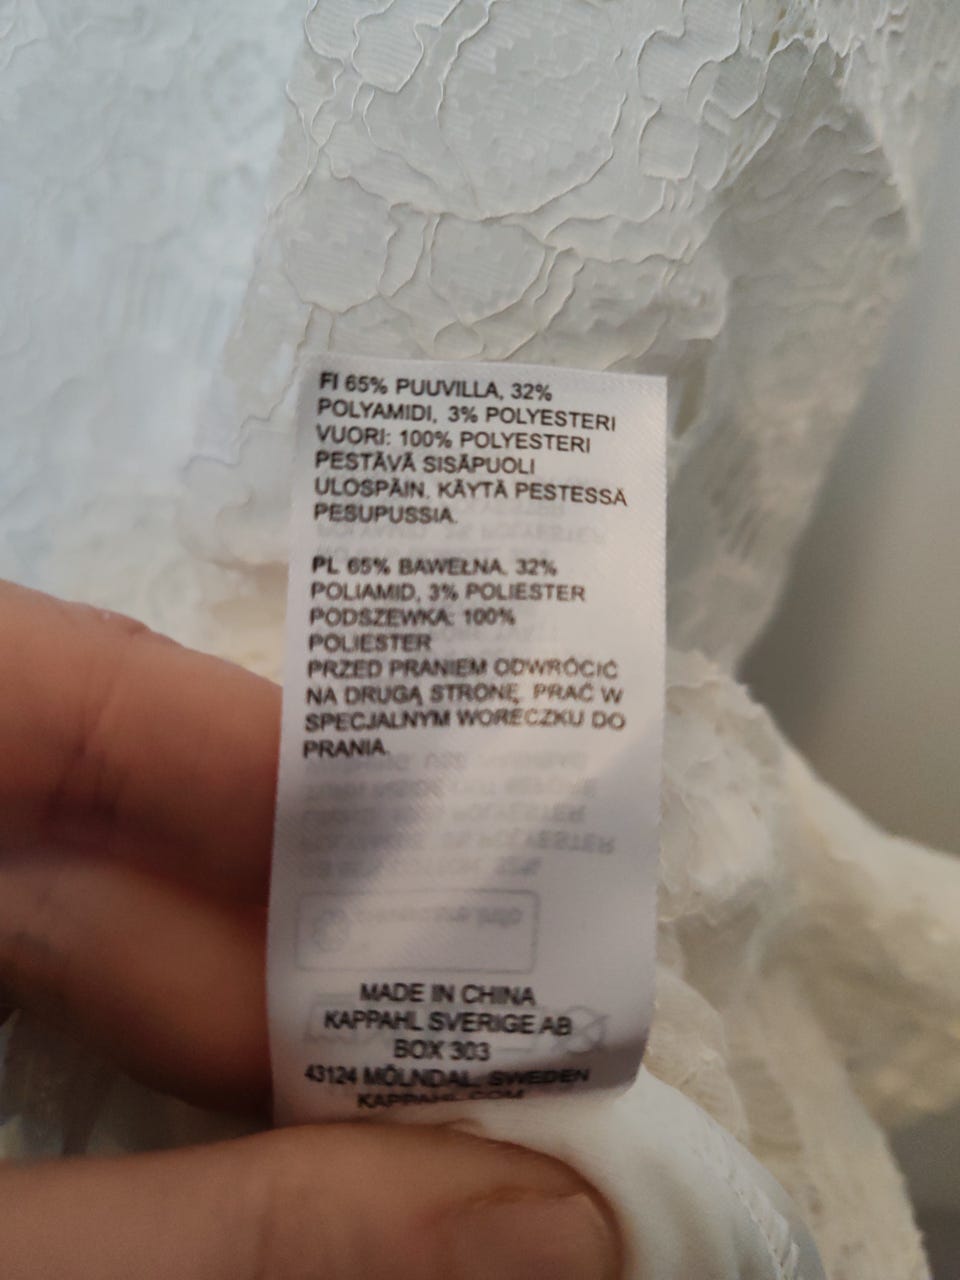 FI 65% PUUVILLA, 32%
POLYAMIDI, 3% POLYESTERI
VUORI: 100% POLYESTERI
PESTÄVÄ SISÄPUOLI
ULOSPÄIN. KÄYTÄ PESTESSÄ
PESUPUSSIA.
PL 65% BAWEŁNA, 32%
POLIAMID, 3% POLIESTER
PODSZEWKA: 100%
POLIESTER
PRZED PRANIEM ODWRÓCIĆ
NA DRUGĄ STRONĘ. PRAĆ W
SPECJALNYM WORECZKU DO
PRANIA.
MADE IN CHINA
KAPPAHL SVERIGE AB
BOX 303
43124 MÖLNDAL, SWEDEN
KAPPAHL.COM